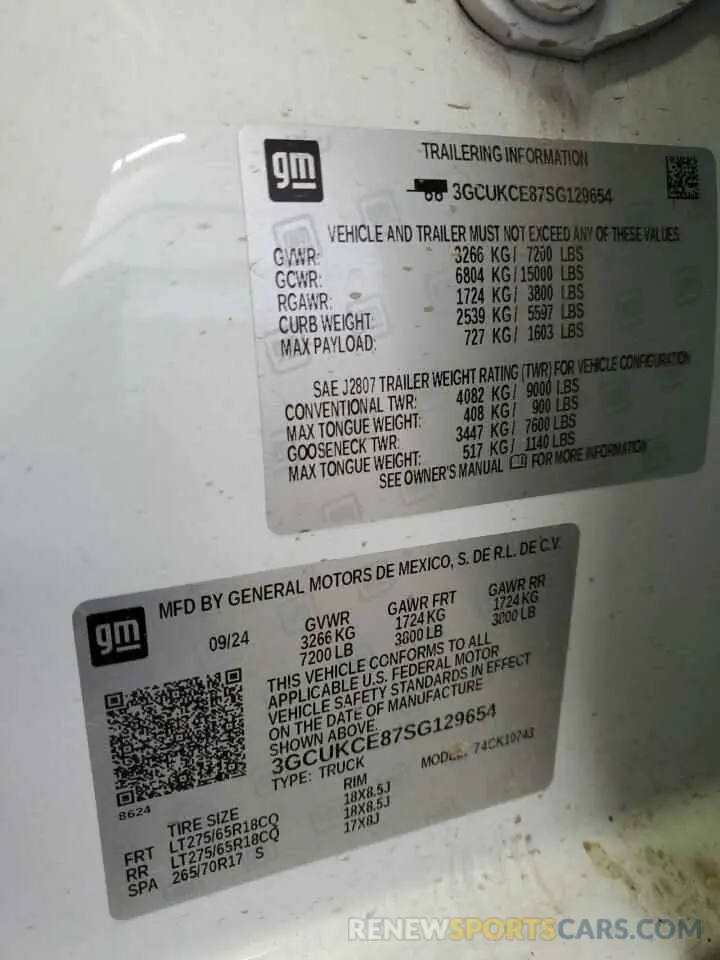 gm
TRAILERING INFORMATION
3GCUKCE87SG129654
VEHICLE AND TRAILER MUST NOT EXCEED ANY OF THESE VALUES
GVWR: 3266 KG/ 7200 LBS
GCWR: 6804 KG/15000 LBS
RGAWR: 1724 KG/ 3800 LBS
CURB WEIGHT: 2539 KG/ 5597 LBS
MAX PAYLOAD: 727 KG/ 1603 LBS
SAE J2807 TRAILER WEIGHT RATING (TWR) FOR VEHICLE CONFIGURATION
CONVENTIONAL TWR: 4082 KG/ 9000 LBS
MAX TONGUE WEIGHT: 408 KG/ 900 LBS
GOOSENECK TWR: 3447 KG/ 7600 LBS
MAX TONGUE WEIGHT: 517 KG/ 1140 LBS
SEE OWNER'S MANUAL FOR MORE INFORMATION
gm
MFD BY GENERAL MOTORS DE MEXICO, S. DE R.L. DE C.V.
09/24 GVWR GAWR FRT GAWR RR
3266 KG 1724 KG 1724 KG
7200 LB 3800 LB 3800 LB
THIS VEHICLE CONFORMS TO ALL
APPLICABLE U.S. FEDERAL MOTOR
VEHICLE SAFETY STANDARDS IN EFFECT
ON THE DATE OF MANUFACTURE
SHOWN ABOVE.
3GCUKCE87SG129654
TYPE: TRUCK MODEL: 74CK10743
8624
TIRE SIZE RIM
FRT LT275/65R18CQ 18X8.5J
RR LT275/65R18CQ 18X8.5J
SPA 265/70R17 S 17X8J
RENEWSPORTSCARS.COM